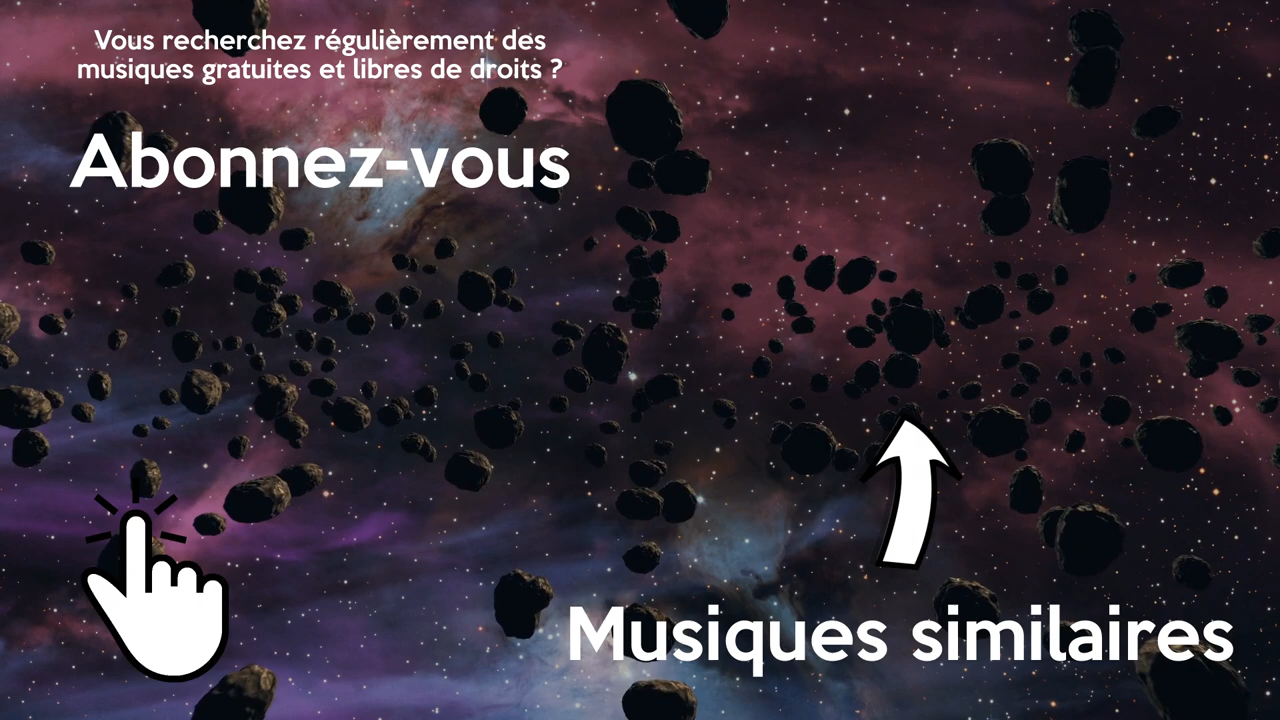 Vous recherchez régulièrement des
musiques gratuites et libres de droits ?
Abonnez-vous
Musiques similaires